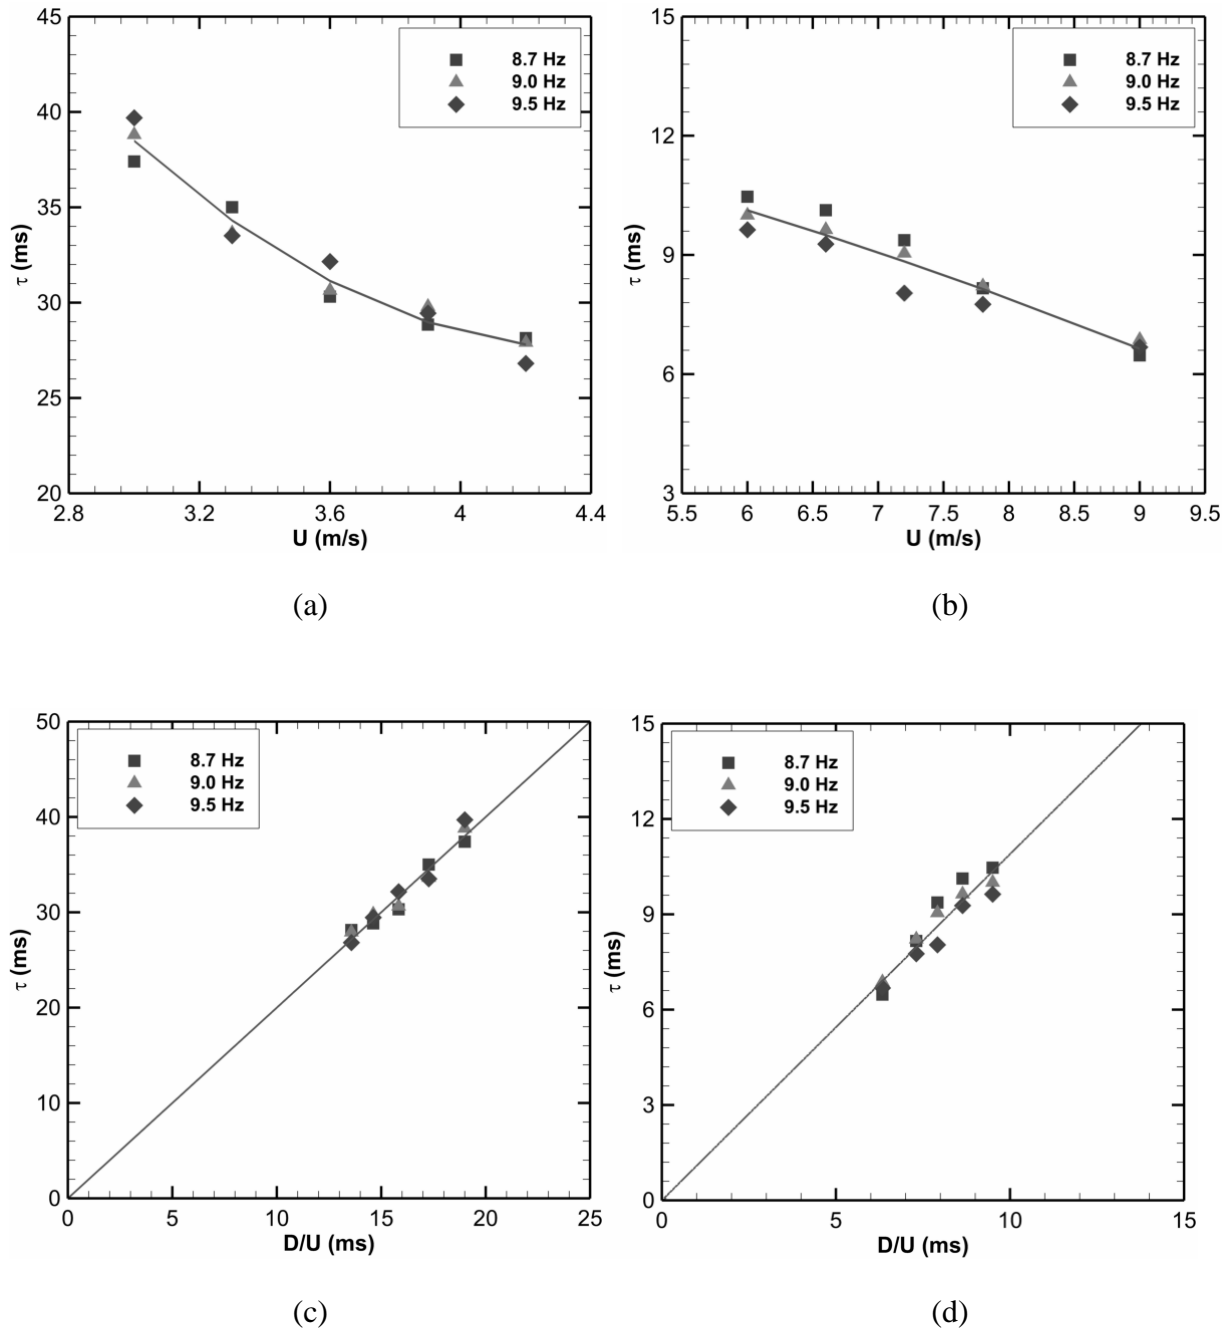 45
40
35
30
25
20
τ (ms)
8.7 Hz
9.0 Hz
9.5 Hz
2.8 3.2 3.6 4 4.4
U (m/s)
(a)
15
12
9
6
3
τ (ms)
8.7 Hz
9.0 Hz
9.5 Hz
5.5 6 6.5 7 7.5 8 8.5 9 9.5
U (m/s)
(b)
50
40
30
20
10
0
τ (ms)
8.7 Hz
9.0 Hz
9.5 Hz
0 5 10 15 20 25
D/U (ms)
(c)
15
12
9
6
3
0
τ (ms)
8.7 Hz
9.0 Hz
9.5 Hz
0 5 10 15
D/U (ms)
(d)